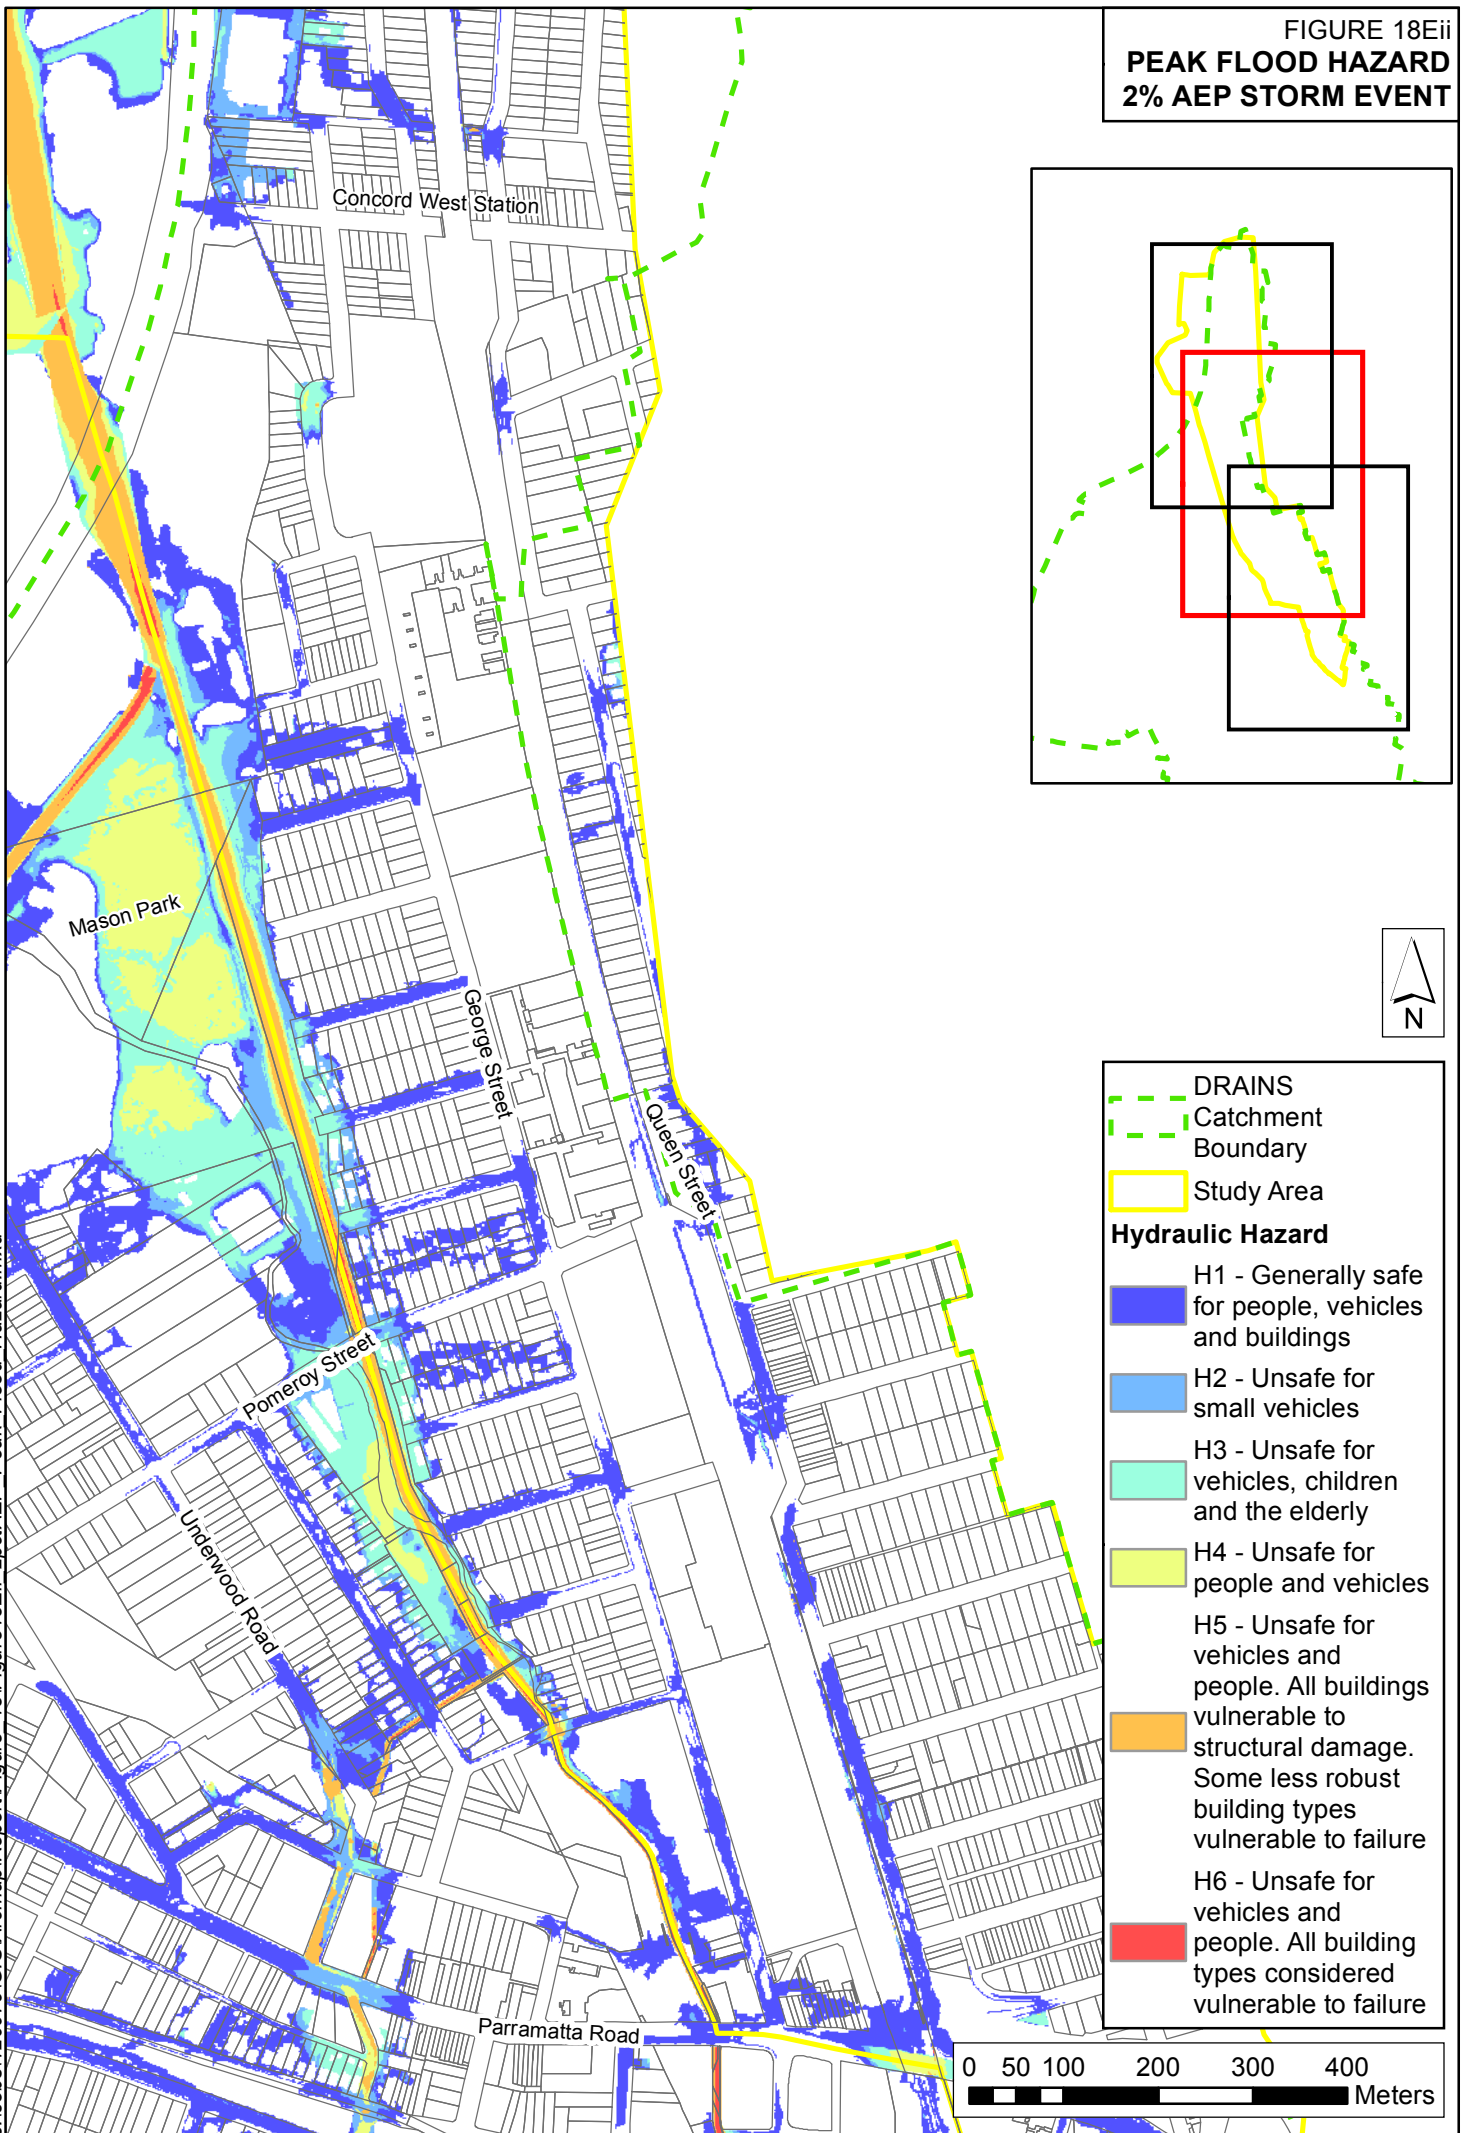 FIGURE 18Eii
PEAK FLOOD HAZARD
2% AEP STORM EVENT
Concord West Station
Mason Park
George Street
Queen Street
Pomeroy Street
Underwood Road
Parramatta Road
N
DRAINS
Catchment
Boundary
Study Area
Hydraulic Hazard
H1 - Generally safe
for people, vehicles
and buildings
H2 - Unsafe for
small vehicles
H3 - Unsafe for
vehicles, children
and the elderly
H4 - Unsafe for
people and vehicles
H5 - Unsafe for
vehicles and
people. All buildings
vulnerable to
structural damage.
Some less robust
building types
vulnerable to failure
H6 - Unsafe for
vehicles and
people. All building
types considered
vulnerable to failure
0 50 100 200 300 400
Meters